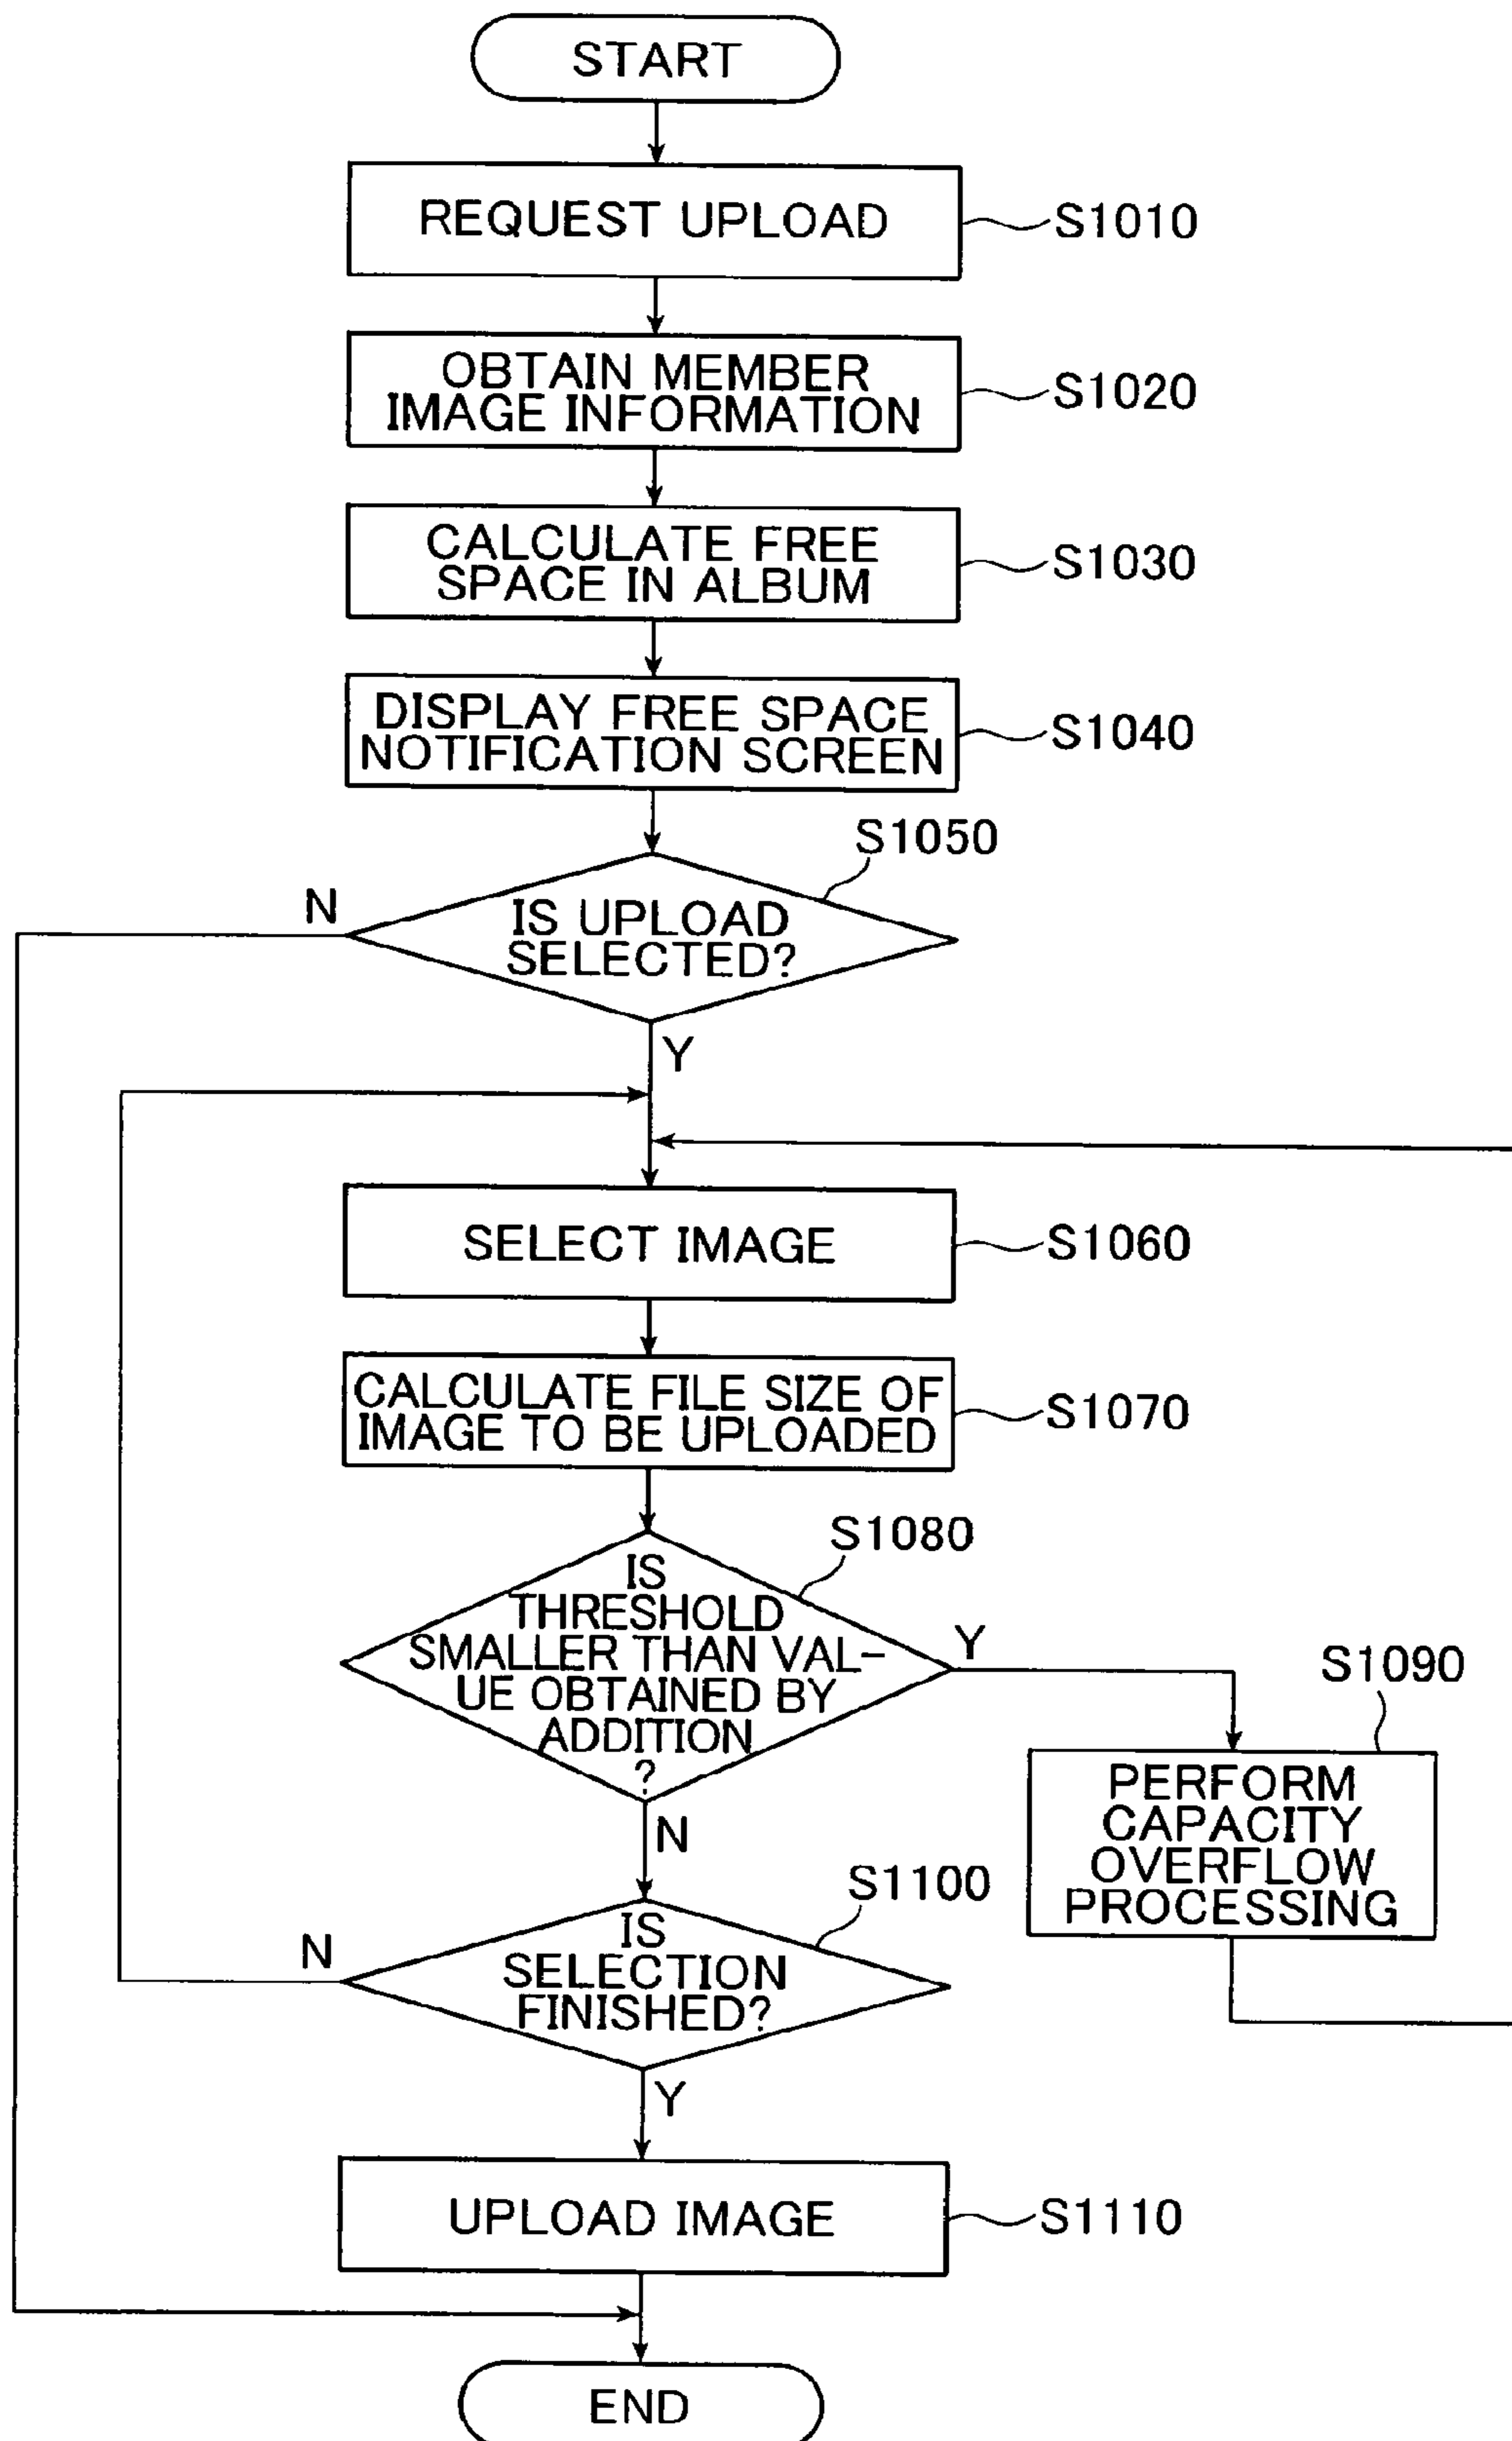 START
REQUEST UPLOAD
S1010
OBTAIN MEMBER
IMAGE INFORMATION
S1020
CALCULATE FREE
SPACE IN ALBUM
S1030
DISPLAY FREE SPACE
NOTIFICATION SCREEN
S1040
S1050
N
IS UPLOAD
SELECTED?
Y
SELECT IMAGE
S1060
CALCULATE FILE SIZE OF
IMAGE TO BE UPLOADED
S1070
S1080
IS
THRESHOLD
SMALLER THAN VAL-
UE OBTAINED BY
ADDITION
?
Y
S1090
PERFORM
CAPACITY
OVERFLOW
PROCESSING
N
S1100
N
IS
SELECTION
FINISHED?
Y
UPLOAD IMAGE
S1110
END